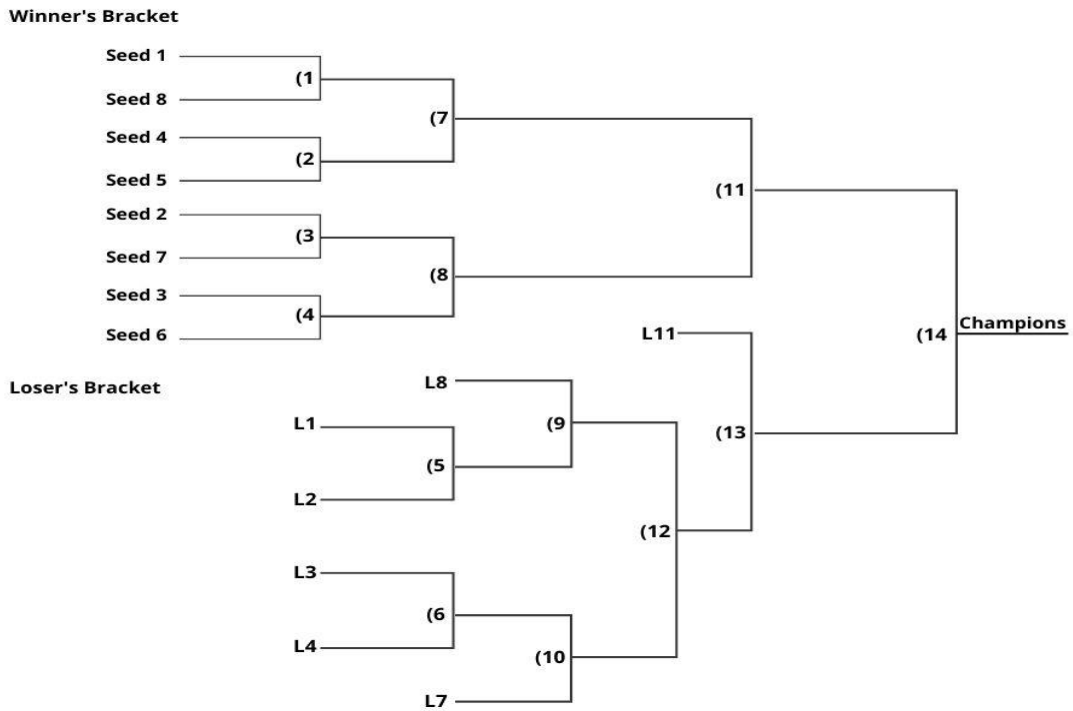 Winner's Bracket
Seed 1
(1
Seed 8
(7
Seed 4
(2
Seed 5
(11
Seed 2
(3
Seed 7
(8
Seed 3
(4
Seed 6
Champions
(14
L11
Loser's Bracket
L8
L1
(9
(13
(5
L2
(12
L3
(6
L4
(10
L7